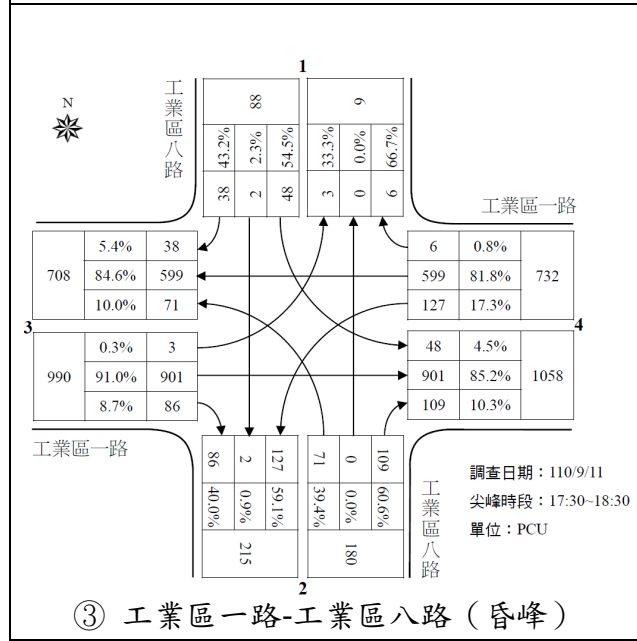 1
工業區八路
N
88
9
43.2% 2.3% 54.5%
33.3% 0.0% 66.7%
38 2 48
3 0 6
工業區一路
5.4% 38
708 84.6% 599
10.0% 71
6 0.8%
599 81.8% 732
127 17.3%
3
4
0.3% 3
990 91.0% 901
8.7% 86
48 4.5%
901 85.2% 1058
109 10.3%
工業區一路
86 2 127
71 0 109
40.0% 0.9% 59.1%
39.4% 0.0% 60.6%
215
180
工業區八路
調查日期：110/9/11
尖峰時段：17:30~18:30
單位：PCU
2
③ 工業區一路-工業區八路（昏峰）